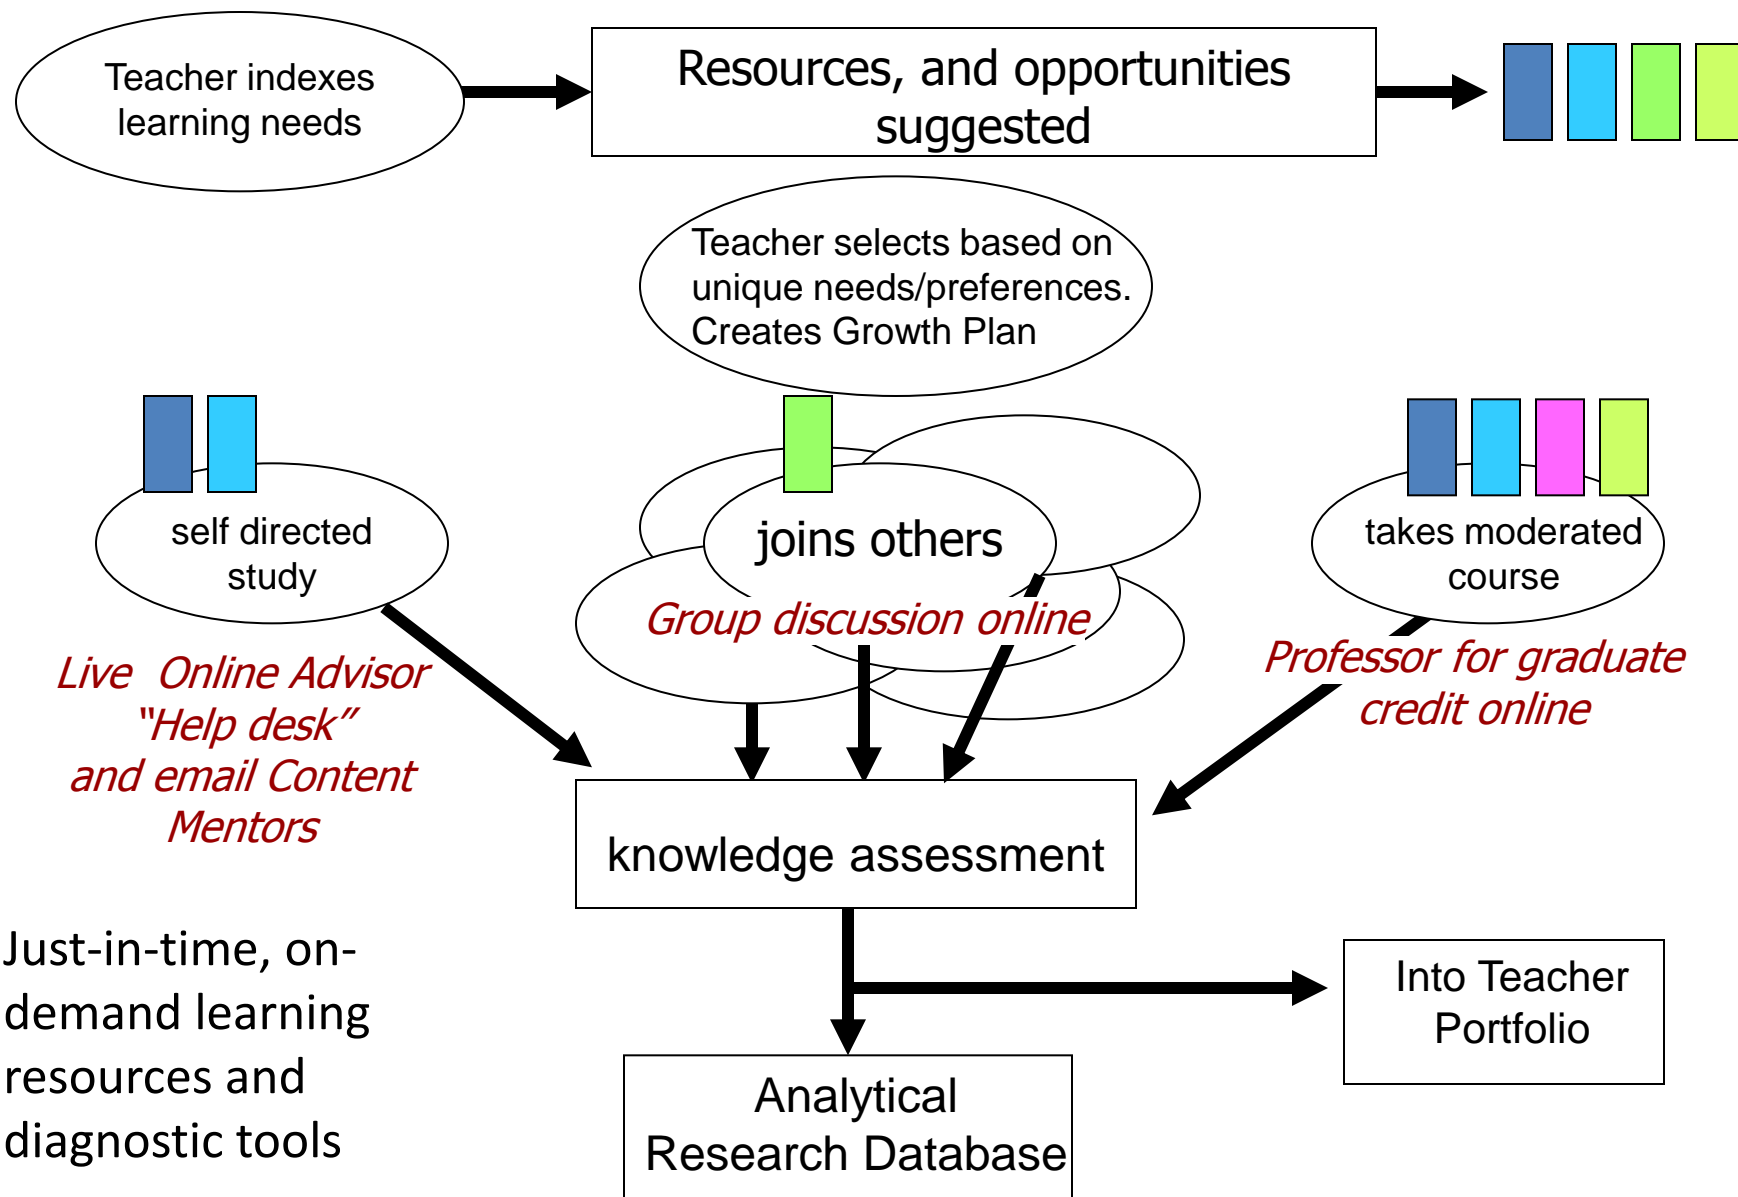 Teacher indexes
learning needs
Resources, and opportunities
suggested
Teacher selects based on
unique needs/preferences.
Creates Growth Plan
self directed
study
joins others
takes moderated
course
Group discussion online
Live  Online Advisor
“Help desk”
and email Content
Mentors
Professor for graduate
credit online
knowledge assessment
Just-in-time, on-
demand learning
resources and
diagnostic tools
Into Teacher
Portfolio
Analytical
Research Database